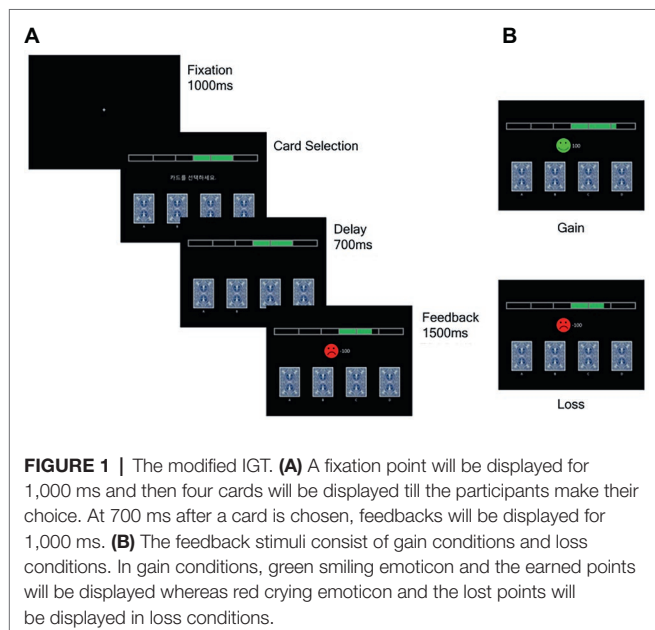 A
B
Fixation
1000ms
Card Selection
카드를 선택하세요.
Delay
700ms
Feedback
1500ms
-100
100
Gain
-100
Loss
A B C D
FIGURE 1 | The modified IGT. (A) A fixation point will be displayed for
1,000 ms and then four cards will be displayed till the participants make their
choice. At 700 ms after a card is chosen, feedbacks will be displayed for
1,000 ms. (B) The feedback stimuli consist of gain conditions and loss
conditions. In gain conditions, green smiling emoticon and the earned points
will be displayed whereas red crying emoticon and the lost points will
be displayed in loss conditions.